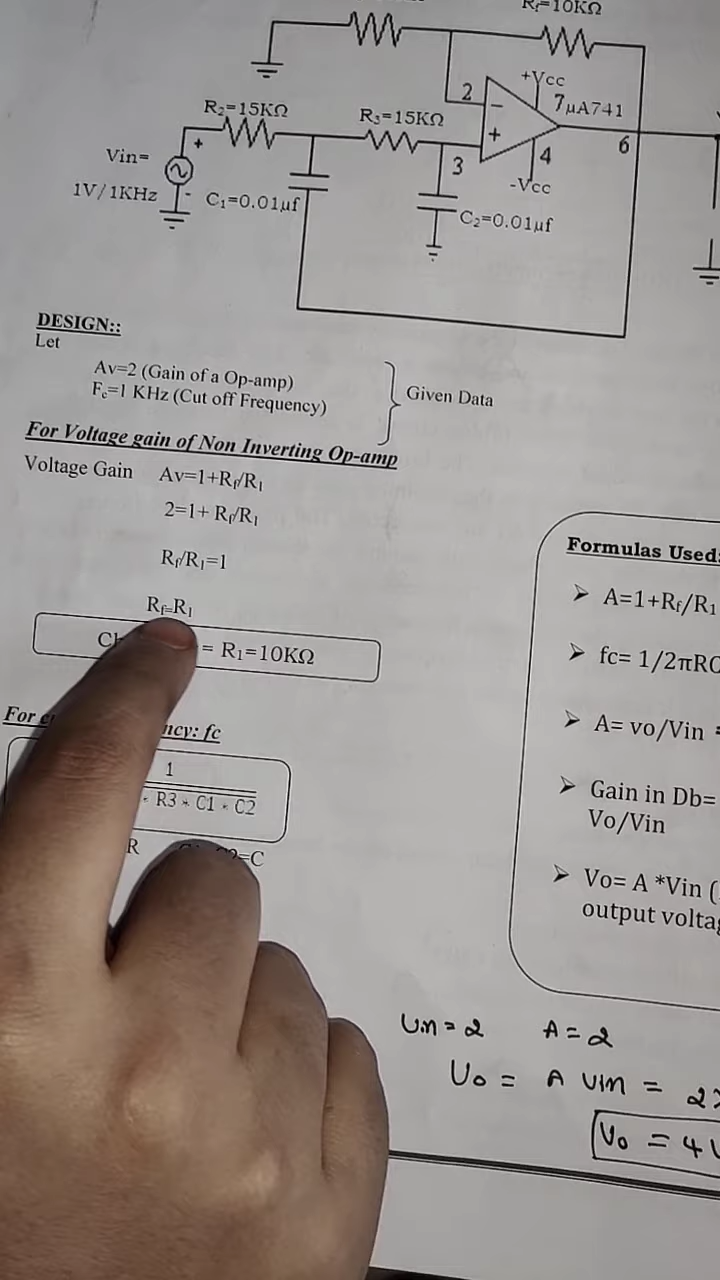 Rf=10KΩ
+Vcc
2
7 µA741
R2=15KΩ
R3=15KΩ
6
3
4
-Vcc
Vin=
1V/1KHz
C1=0.01µf
C2=0.01µf
DESIGN::
Let
Av=2 (Gain of a Op-amp)
Fc=1 KHz (Cut off Frequency)
Given Data
For Voltage gain of Non Inverting Op-amp
Voltage Gain Av=1+Rf/R1
2=1+ Rf/R1
Rf/R1=1
Rf=R1
= R1=10KΩ
For
: fc
1
R3 * C1 * C2
R
=C
Formulas Used:
➢ A=1+Rf/R1
➢ fc= 1/2πRC
➢ A= vo/Vin =
➢ Gain in Db=
Vo/Vin
➢ Vo= A *Vin (
output
Vin = 2 A = 2
Vo = A Vin = 2
Vo = 4